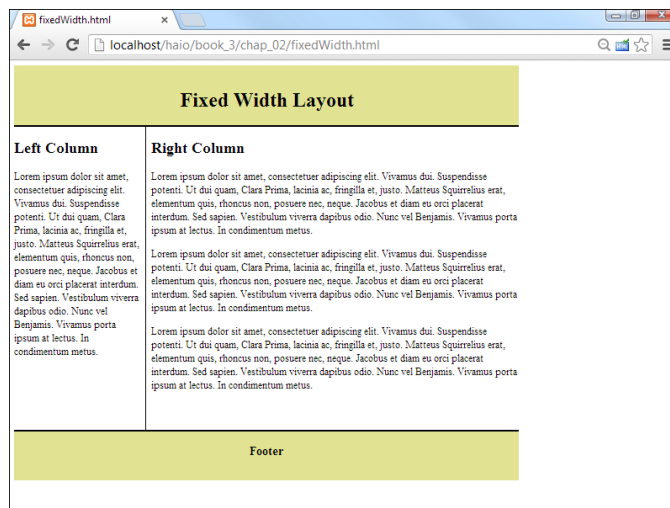 fixedWidth.html
localhost/haio/book_3/chap_02/fixedWidth.html
Fixed Width Layout
Left Column
Lorem ipsum dolor sit amet,
consectetuer adipiscing elit.
Vivamus dui. Suspendisse
potenti. Ut dui quam, Clara
Prima, lacinia ac, fringilla et,
justo. Matteus Squirrelius erat,
elementum quis, rhoncus non,
posuere nec, neque. Jacobus et
diam eu orci placerat interdum.
Sed sapien. Vestibulum viverra
dapibus odio. Nunc vel
Benjamis. Vivamus porta
ipsum at lectus. In
condimentum metus.
Right Column
Lorem ipsum dolor sit amet, consectetuer adipiscing elit. Vivamus dui. Suspendisse
potenti. Ut dui quam, Clara Prima, lacinia ac, fringilla et, justo. Matteus Squirrelius erat,
elementum quis, rhoncus non, posuere nec, neque. Jacobus et diam eu orci placerat
interdum. Sed sapien. Vestibulum viverra dapibus odio. Nunc vel Benjamis. Vivamus porta
ipsum at lectus. In condimentum metus.
Lorem ipsum dolor sit amet, consectetuer adipiscing elit. Vivamus dui. Suspendisse
potenti. Ut dui quam, Clara Prima, lacinia ac, fringilla et, justo. Matteus Squirrelius erat,
elementum quis, rhoncus non, posuere nec, neque. Jacobus et diam eu orci placerat
interdum. Sed sapien. Vestibulum viverra dapibus odio. Nunc vel Benjamis. Vivamus porta
ipsum at lectus. In condimentum metus.
Lorem ipsum dolor sit amet, consectetuer adipiscing elit. Vivamus dui. Suspendisse
potenti. Ut dui quam, Clara Prima, lacinia ac, fringilla et, justo. Matteus Squirrelius erat,
elementum quis, rhoncus non, posuere nec, neque. Jacobus et diam eu orci placerat
interdum. Sed sapien. Vestibulum viverra dapibus odio. Nunc vel Benjamis. Vivamus porta
ipsum at lectus. In condimentum metus.
Footer